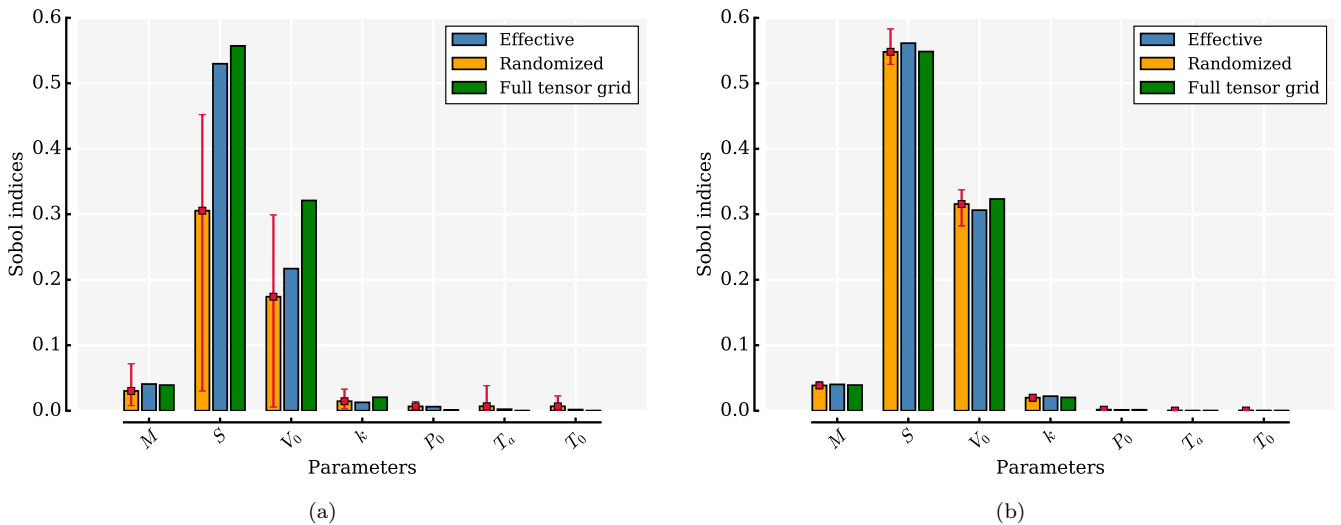 0.6
0.5
0.4
0.3
0.2
0.1
0.0
Sobol indices
Effective
Randomized
Full tensor grid
M
S
V₀
k
P₀
Tₐ
T₀
Parameters
(a)
0.6
0.5
0.4
0.3
0.2
0.1
0.0
Sobol indices
Effective
Randomized
Full tensor grid
M
S
V₀
k
P₀
Tₐ
T₀
Parameters
(b)